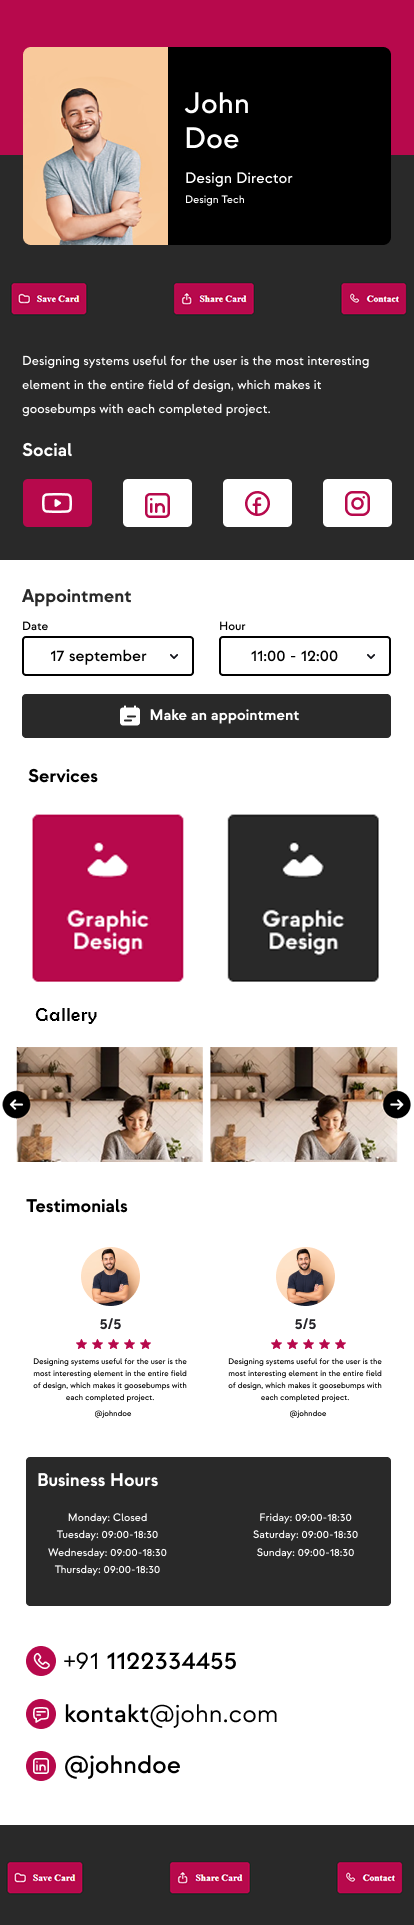 John
Doe
Design Director
Design Tech
Save Card
Share Card
Contact
Designing systems useful for the user is the most interesting
element in the entire field of design, which makes it
goosebumps with each completed project.
Social
Appointment
Date
Hour
17 september
11:00 - 12:00
Make an appointment
Services
Graphic
Design
Graphic
Design
Gallery
Testimonials
5/5
Designing systems useful for the user is the
most interesting element in the entire field
of design, which makes it goosebumps with
each completed project.
@johndoe
5/5
Designing systems useful for the user is the
most interesting element in the entire field
of design, which makes it goosebumps with
each completed project.
@johndoe
Business Hours
Monday: Closed
Tuesday: 09:00-18:30
Wednesday: 09:00-18:30
Thursday: 09:00-18:30
Friday: 09:00-18:30
Saturday: 09:00-18:30
Sunday: 09:00-18:30
+91 1122334455
kontakt@john.com
@johndoe
Save Card
Share Card
Contact